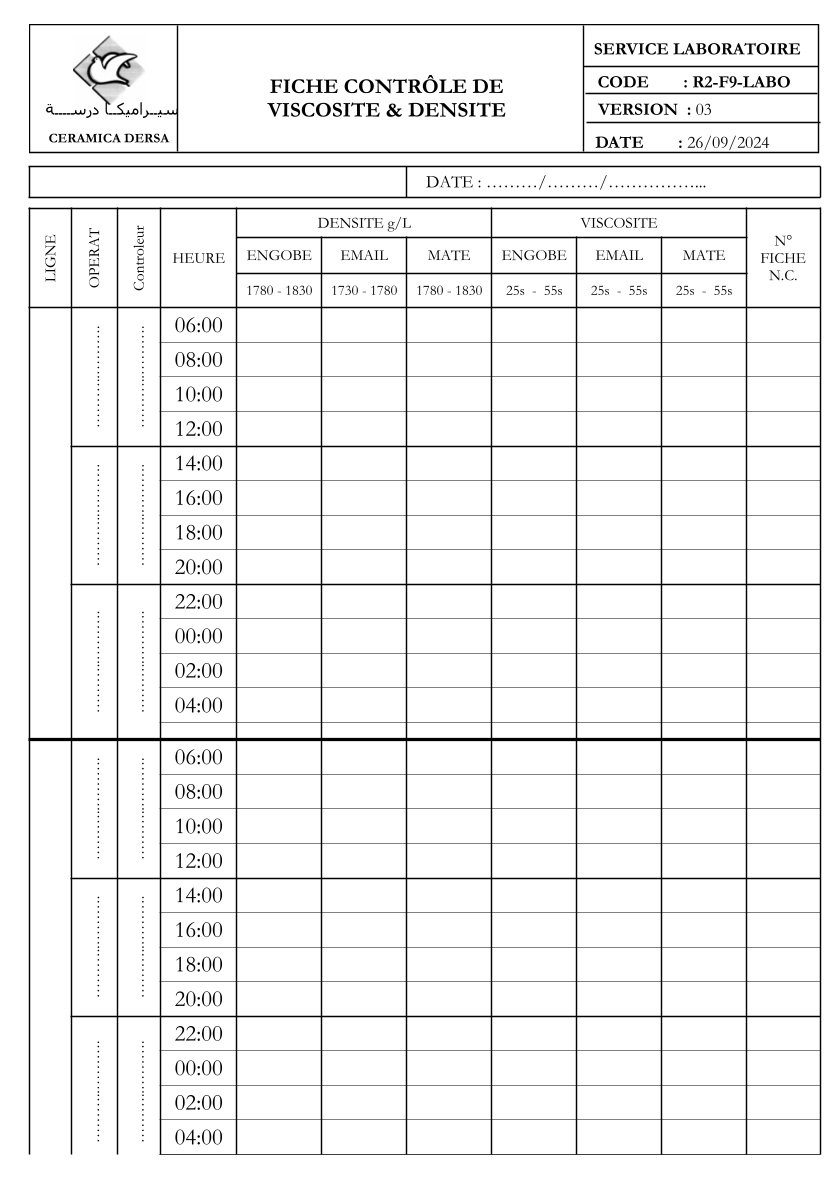 سيــراميكـا درســـة
CERAMICA DERSA
FICHE CONTRÔLE DE
VISCOSITE & DENSITE
SERVICE LABORATOIRE
CODE : R2-F9-LABO
VERSION : 03
DATE : 26/09/2024
DATE : ………/………/……………...
LIGNE
OPERAT
Controleur
HEURE
DENSITE g/L
VISCOSITE
N°
FICHE
N.C.
ENGOBE EMAIL MATE ENGOBE EMAIL MATE
1780 - 1830 1730 - 1780 1780 - 1830 25s - 55s 25s - 55s 25s - 55s
06:00
08:00
10:00
12:00
14:00
16:00
18:00
20:00
22:00
00:00
02:00
04:00
06:00
08:00
10:00
12:00
14:00
16:00
18:00
20:00
22:00
00:00
02:00
04:00